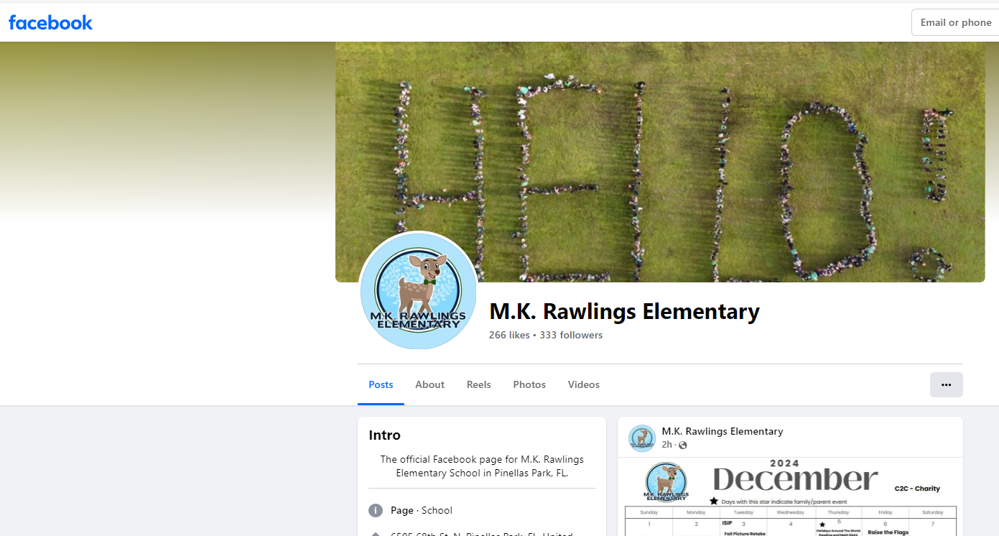 facebook
Email or phone
HEllO!
M.K. RAWLINGS
ELEMENTARY
M.K. Rawlings Elementary
266 likes • 333 followers
Posts
About
Reels
Photos
Videos
Intro
The official Facebook page for M.K. Rawlings
Elementary School in Pinellas Park, FL.
Page · School
6505 68th St. N, Pinellas Park, FL, United
M.K. Rawlings Elementary
2h ·
M.K. RAWLINGS
ELEMENTARY
2024
December
C2C - Charity
Days with this star indicate family/parent event
Sunday Monday Tuesday Wednesday Thursday Friday Saturday
1 2 ISIP 3 4 5 6 7
Fall Picture Retake
Holidays Around The World
Reading and Math Night
Raise the Flags